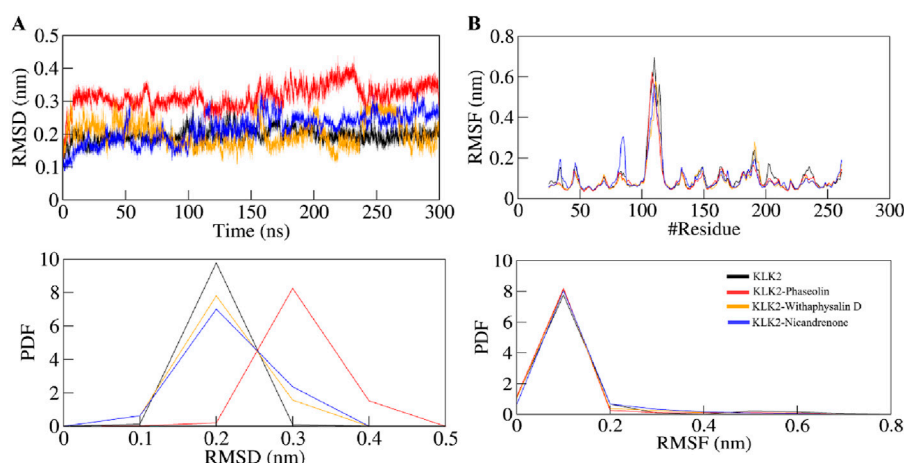 A
RMSD (nm)
0.5
0.4
0.3
0.2
0.1
0 50 100 150 200 250 300
Time (ns)
B
RMSF (nm)
0.8
0.6
0.4
0.2
0
0 50 100 150 200 250 300
#Residue
PDF
10
8
6
4
2
0
0 0.1 0.2 0.3 0.4 0.5
RMSD (nm)
PDF
10
8
6
4
2
0
0 0.2 0.4 0.6 0.8
RMSF (nm)
KLK2
KLK2-Phaseolin
KLK2-Withaphysalin D
KLK2-Nicandrenone